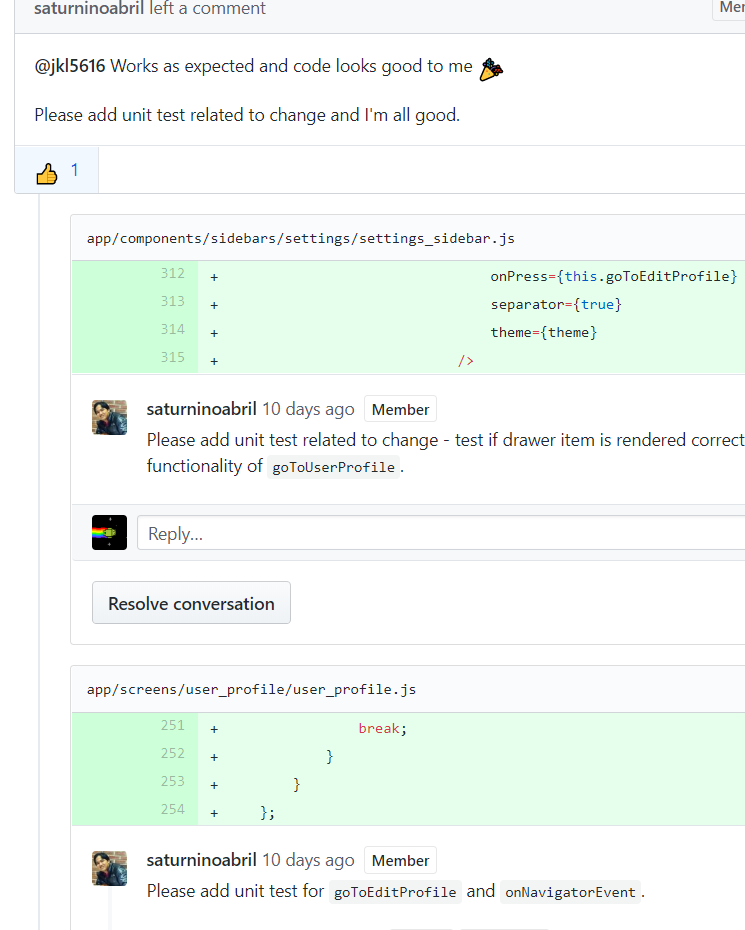 saturninoabril left a comment
Mem
@jkl5616 Works as expected and code looks good to me
Please add unit test related to change and I'm all good.
1
app/components/sidebars/settings/settings_sidebar.js
312 + onPress={this.goToEditProfile}
313 + separator={true}
314 + theme={theme}
315 + />
saturninoabril 10 days ago Member
Please add unit test related to change - test if drawer item is rendered correct
functionality of goToUserProfile.
Reply...
Resolve conversation
app/screens/user_profile/user_profile.js
251 + break;
252 + }
253 + }
254 + };
saturninoabril 10 days ago Member
Please add unit test for goToEditProfile and onNavigatorEvent.